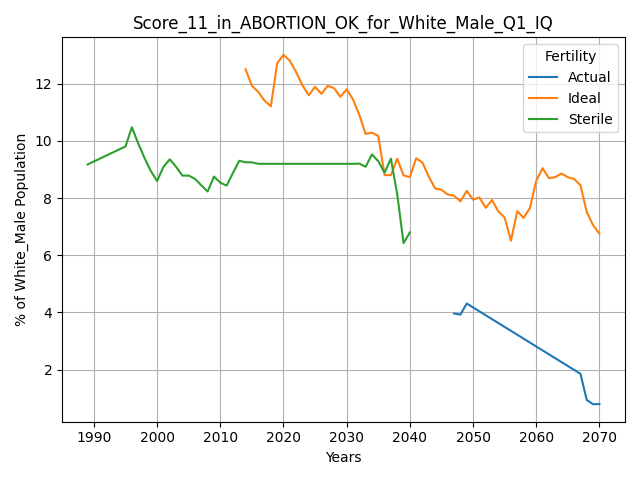 Score_11_in_ABORTION_OK_for_White_Male_Q1_IQ
Fertility
Actual
Ideal
Sterile
% of White_Male Population
12
10
8
6
4
2
1990 2000 2010 2020 2030 2040 2050 2060 2070
Years